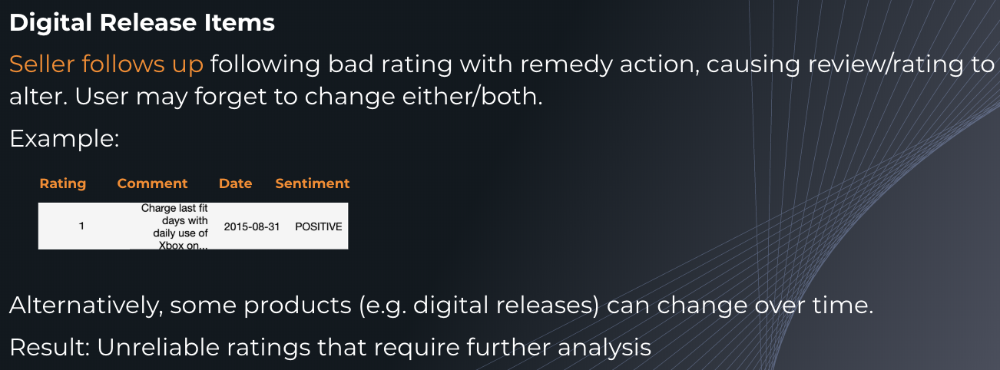 Digital Release Items
Seller follows up following bad rating with remedy action, causing review/rating to
alter. User may forget to change either/both.
Example:
Rating Comment Date Sentiment
Charge last fit
days with
1 2015-08-31 POSITIVE
daily use of
Xbox on...
Alternatively, some products (e.g. digital releases) can change over time.
Result: Unreliable ratings that require further analysis